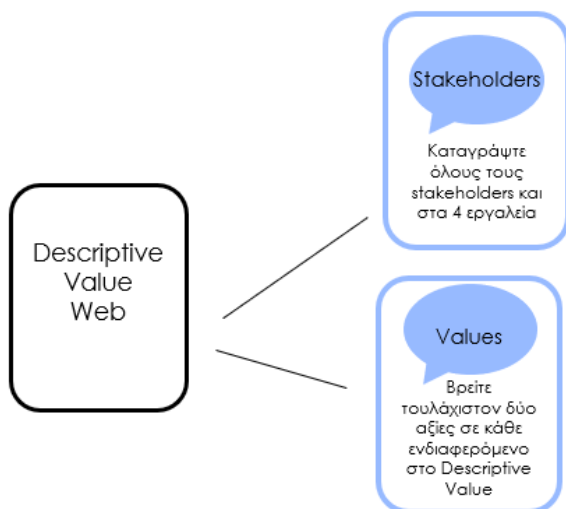 Descriptive
Value
Web
Stakeholders
Καταγράψτε
όλους τους
stakeholders και
στα 4 εργαλεία
Values
Βρείτε
τουλάχιστον δύο
αξίες σε κάθε
ενδιαφερόμενο
στο Descriptive
Value